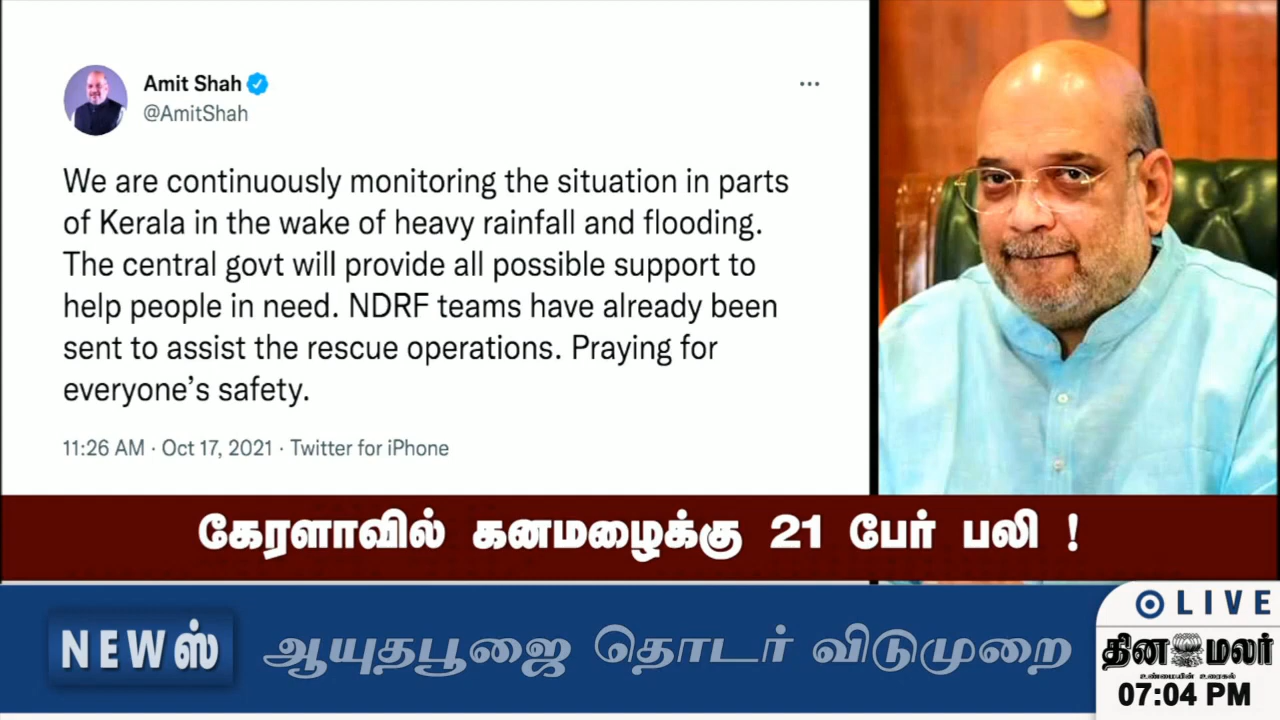 Amit Shah
@AmitShah
We are continuously monitoring the situation in parts
of Kerala in the wake of heavy rainfall and flooding.
The central govt will provide all possible support to
help people in need. NDRF teams have already been
sent to assist the rescue operations. Praying for
everyone’s safety.
11:26 AM · Oct 17, 2021 · Twitter for iPhone
கேரளாவில் கனமழைக்கு 21 பேர் பலி !
NEWஸ்
ஆயுதபூஜை தொடர் விடுமுறை
LIVE
தினமலர்
உண்மையின் உரைகல்
07:04 PM